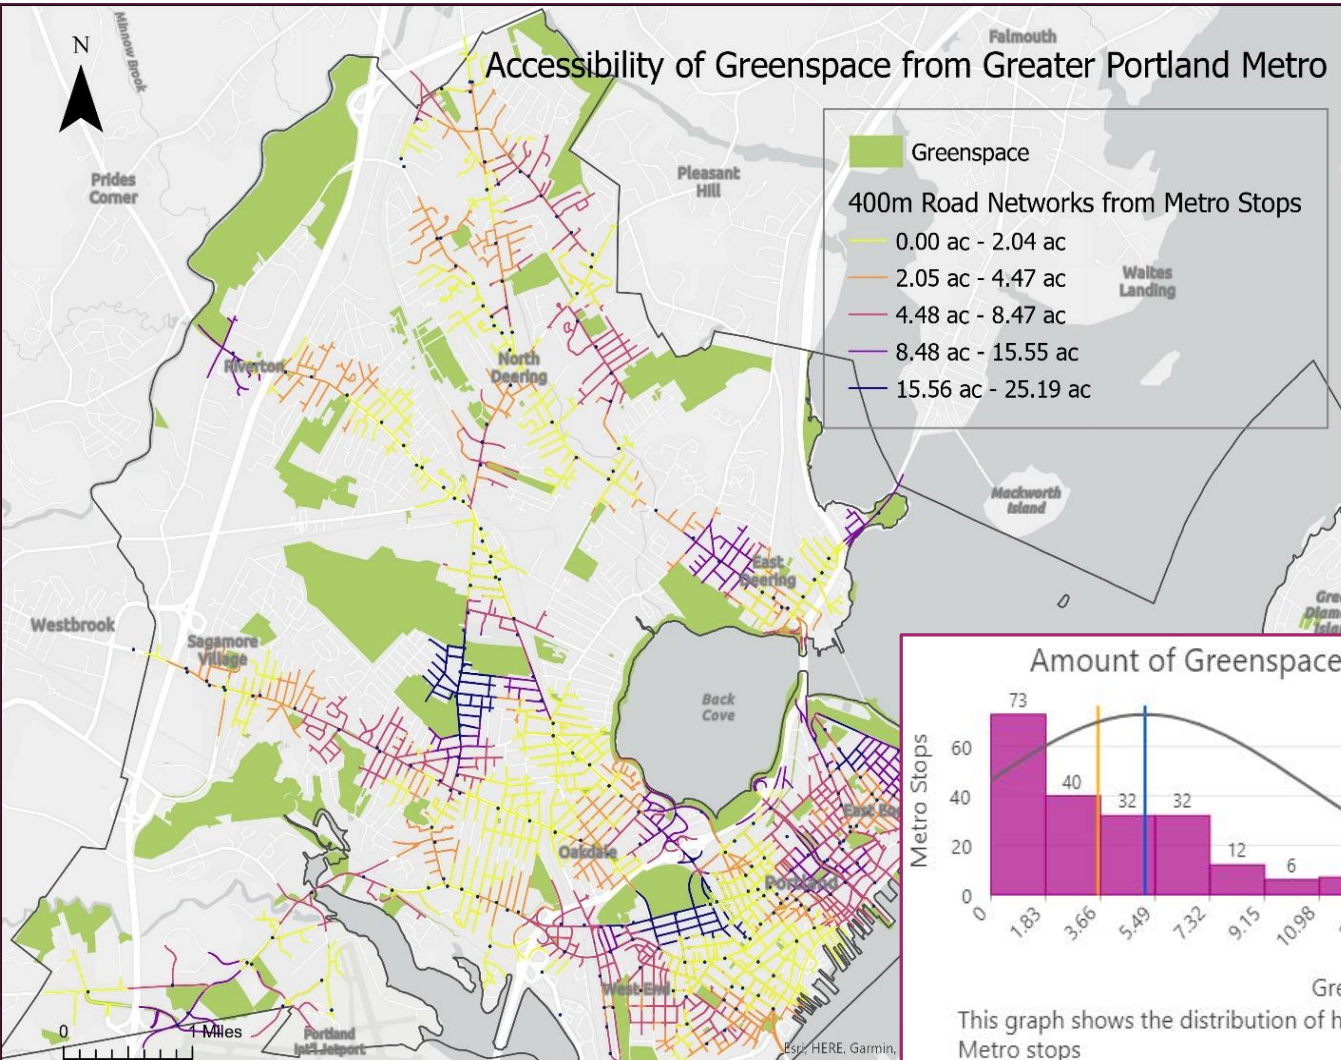 N
Minnow Brook
Falmouth
Accessibility of Greenspace from Greater Portland Metro
Greenspace
400m Road Networks from Metro Stops
0.00 ac - 2.04 ac
2.05 ac - 4.47 ac
4.48 ac - 8.47 ac
8.48 ac - 15.55 ac
15.56 ac - 25.19 ac
Prides
Corner
Pleasant
Hill
Waites
Landing
Riverton
North
Deering
Mackworth
Island
East
Deering
Westbrook
Sagamore
Village
Back
Cove
Oakdale
Portland
West End
Portland
Int'l Jetport
0 1 Miles
Esri, HERE, Garmin,
Amount of Greenspace
Metro Stops
60
40
20
0
73
40
32
32
12
6
0
1.83
3.66
5.49
7.32
9.15
10.98
This graph shows the distribution of h
Metro stops